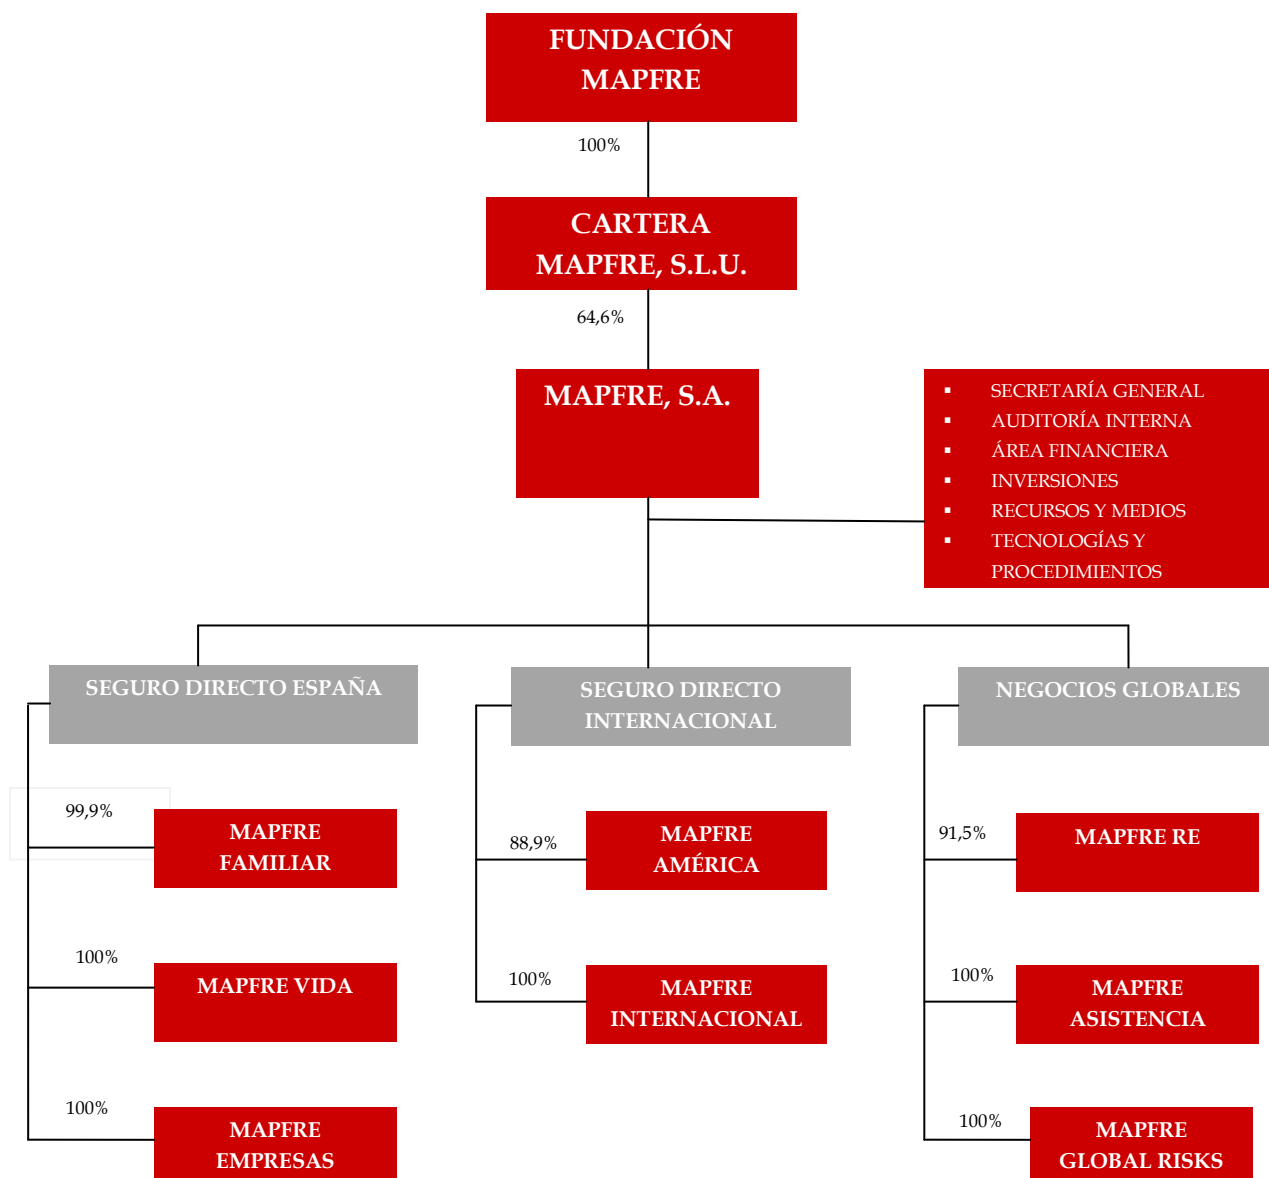 FUNDACIÓN
MAPFRE
100%
CARTERA
MAPFRE, S.L.U.
64,6%
MAPFRE, S.A.
▪ SECRETARÍA GENERAL
▪ AUDITORÍA INTERNA
▪ ÁREA FINANCIERA
▪ INVERSIONES
▪ RECURSOS Y MEDIOS
▪ TECNOLOGÍAS Y
PROCEDIMIENTOS
SEGURO DIRECTO ESPAÑA
99,9%
MAPFRE
FAMILIAR
100%
MAPFRE VIDA
100%
MAPFRE
EMPRESAS
SEGURO DIRECTO
INTERNACIONAL
88,9%
MAPFRE
AMÉRICA
100%
MAPFRE
INTERNACIONAL
NEGOCIOS GLOBALES
91,5%
MAPFRE RE
100%
MAPFRE
ASISTENCIA
100%
MAPFRE
GLOBAL RISKS